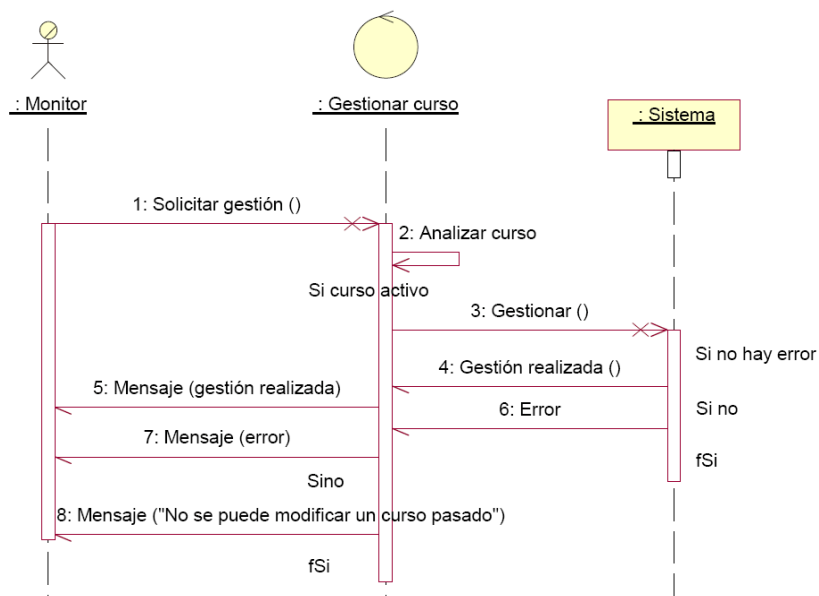 : Monitor
: Gestionar curso
: Sistema
1: Solicitar gestión ()
2: Analizar curso
Si curso activo
3: Gestionar ()
Si no hay error
4: Gestión realizada ()
5: Mensaje (gestión realizada)
6: Error
Si no
7: Mensaje (error)
fSi
Sino
8: Mensaje ("No se puede modificar un curso pasado")
fSi